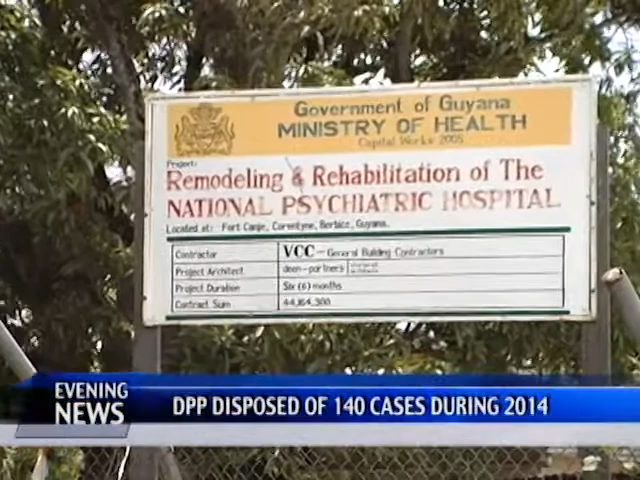 Government of Guyana
MINISTRY OF HEALTH
Capital Works 2005
Project:
Remodeling & Rehabilitation of The
NATIONAL PSYCHIATRIC HOSPITAL
Located at: Fort Canje, Corentyne, Berbice, Guyana.
Contractor VCC - General Building Contractors
Project Architect deen-partners
Project Duration Six (6) months
Contract Sum
EVENING NEWS
DPP DISPOSED OF 140 CASES DURING 2014